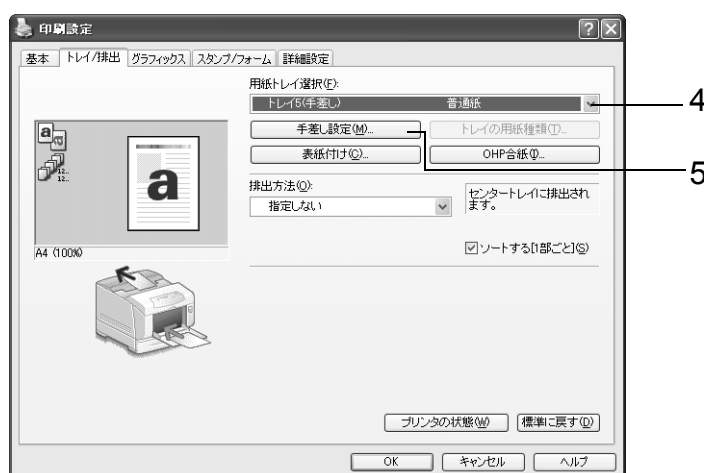 印刷設定
基本 トレイ/排出 グラフィックス スタンプ/フォーム 詳細設定
用紙トレイ選択(F):
トレイ5(手差し) 普通紙
4
手差し設定(M)... トレイの用紙種類(T)...
5
表紙付け(C)... OHP合紙(I)...
排出方法(O):
指定しない
センタートレイに排出され
ます。
ソートする[1部ごと](S)
a
a
12..
12..
a
A4 (100%)
プリンタの状態(W) 標準に戻す(D)
OK キャンセル ヘルプ